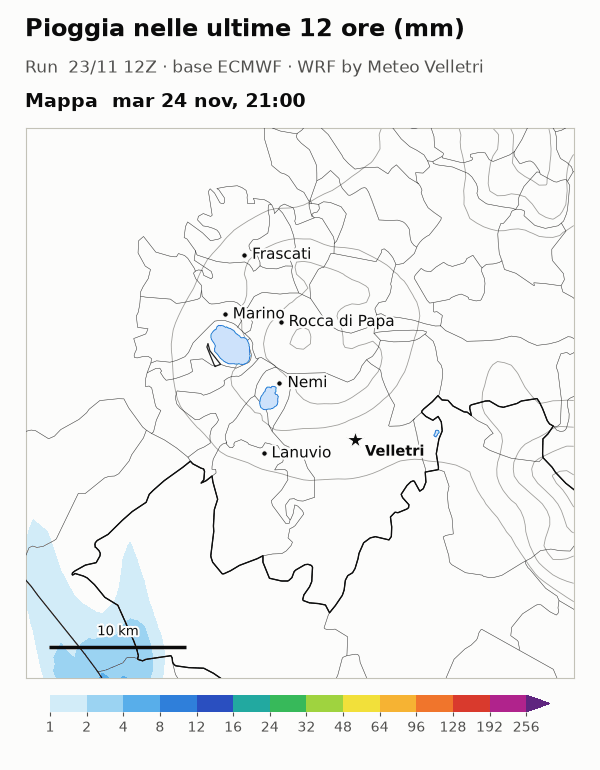 Pioggia nelle ultime 12 ore (mm)
Run  23/11 12Z · base ECMWF · WRF by Meteo Velletri
Mappa  mar 24 nov, 21:00
Frascati
Marino
Rocca di Papa
Nemi
Velletri
Lanuvio
10 km
1 2 4 8 12 16 24 32 48 64 96 128 192 256